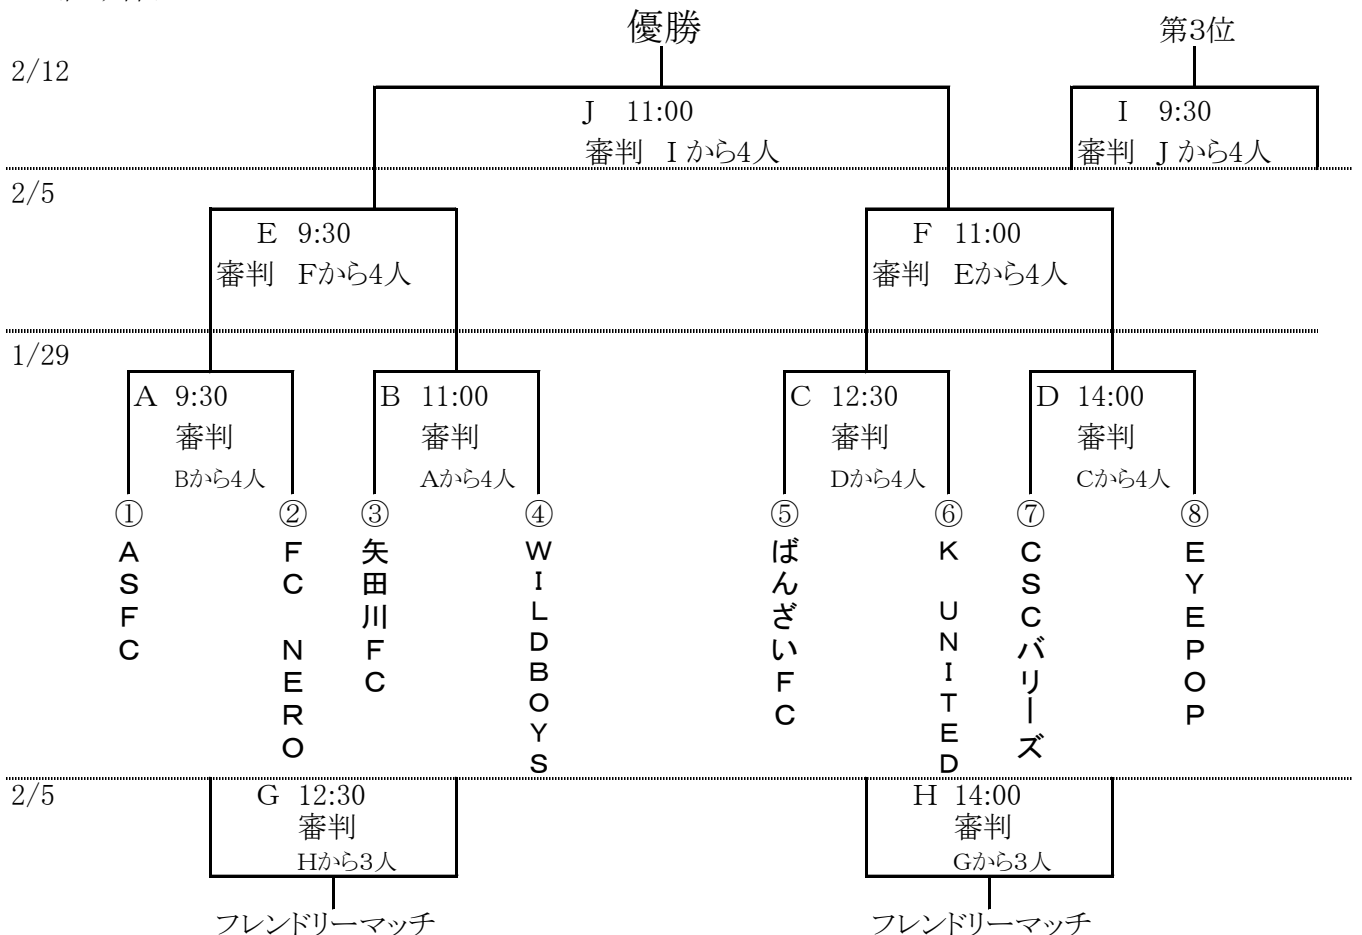 優勝
第3位
2/12
J 11:00
審判 Iから4人
I 9:30
審判 Jから4人
2/5
E 9:30
審判 Fから4人
F 11:00
審判 Eから4人
1/29
A 9:30
審判
Bから4人
B 11:00
審判
Aから4人
C 12:30
審判
Dから4人
D 14:00
審判
Cから4人
①
ASFC
②
FC NERO
③
矢田川FC
④
WILDBOYS
⑤
ばんざいFC
⑥
K UNITED
⑦
CSCバリーズ
⑧
EYEPOP
2/5
G 12:30
審判
Hから3人
H 14:00
審判
Gから3人
フレンドリーマッチ
フレンドリーマッチ